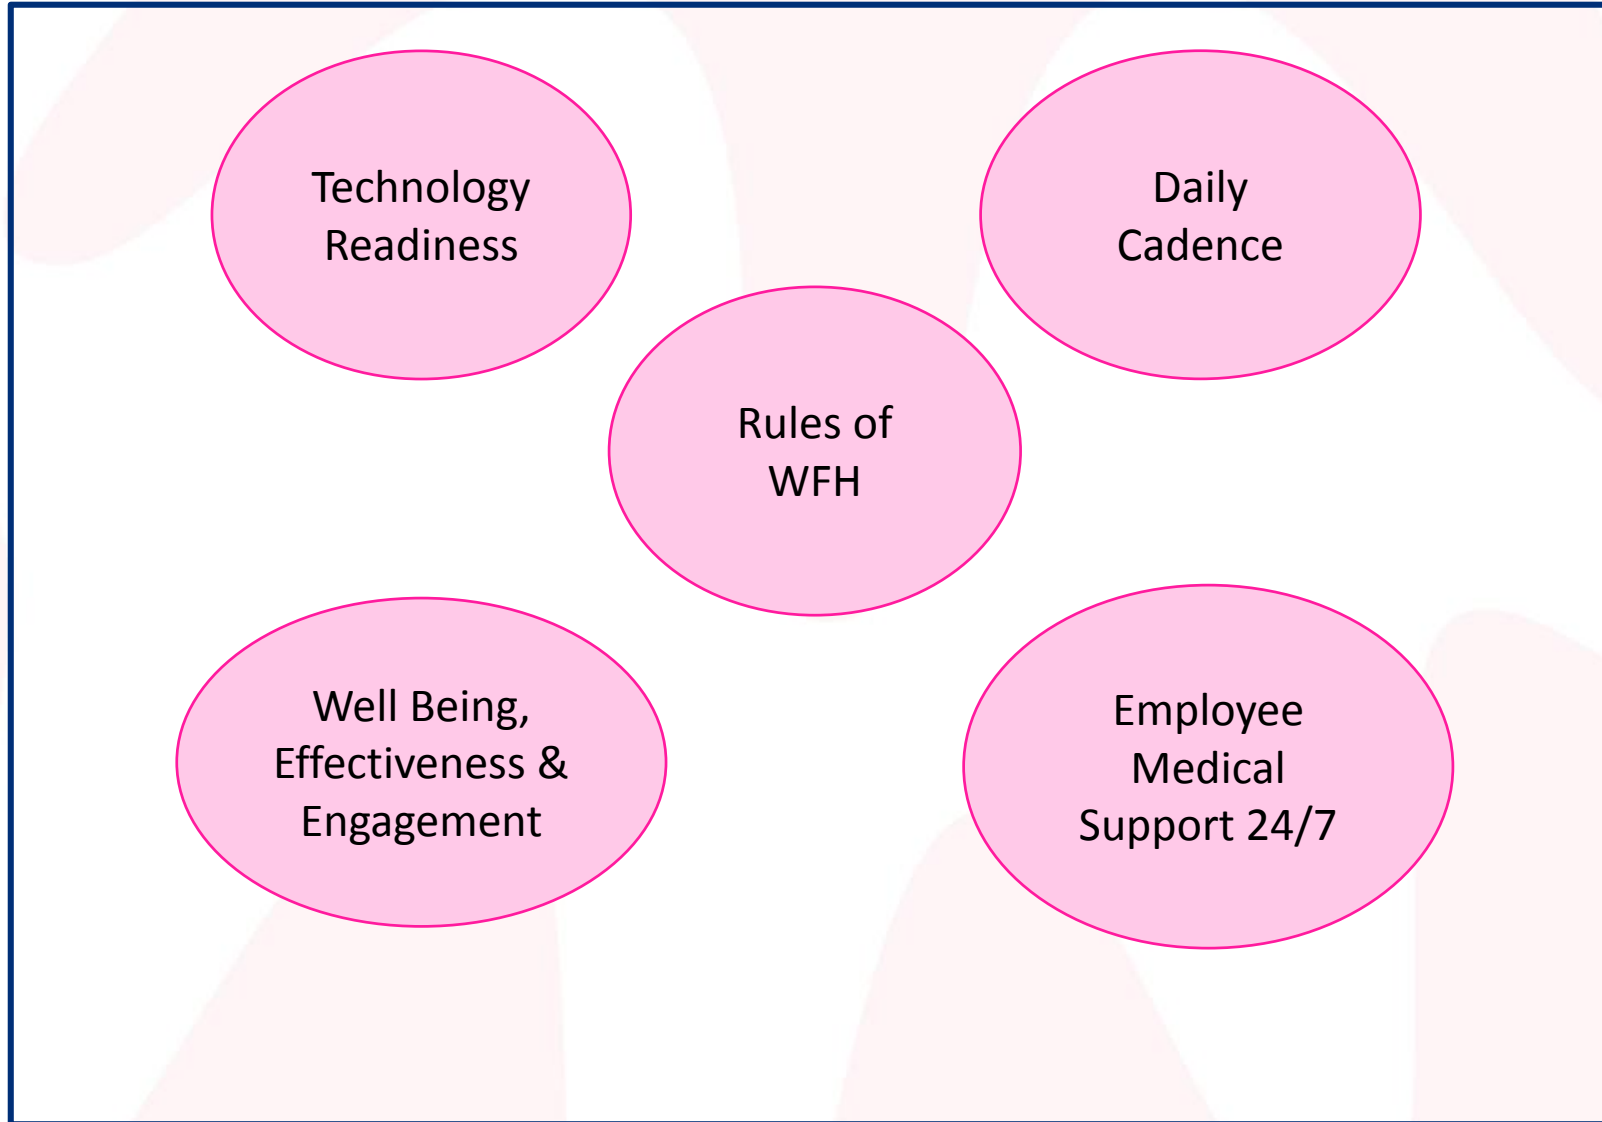 Technology
Readiness
Daily
Cadence
Rules of
WFH
Well Being,
Effectiveness &
Engagement
Employee
Medical
Support 24/7